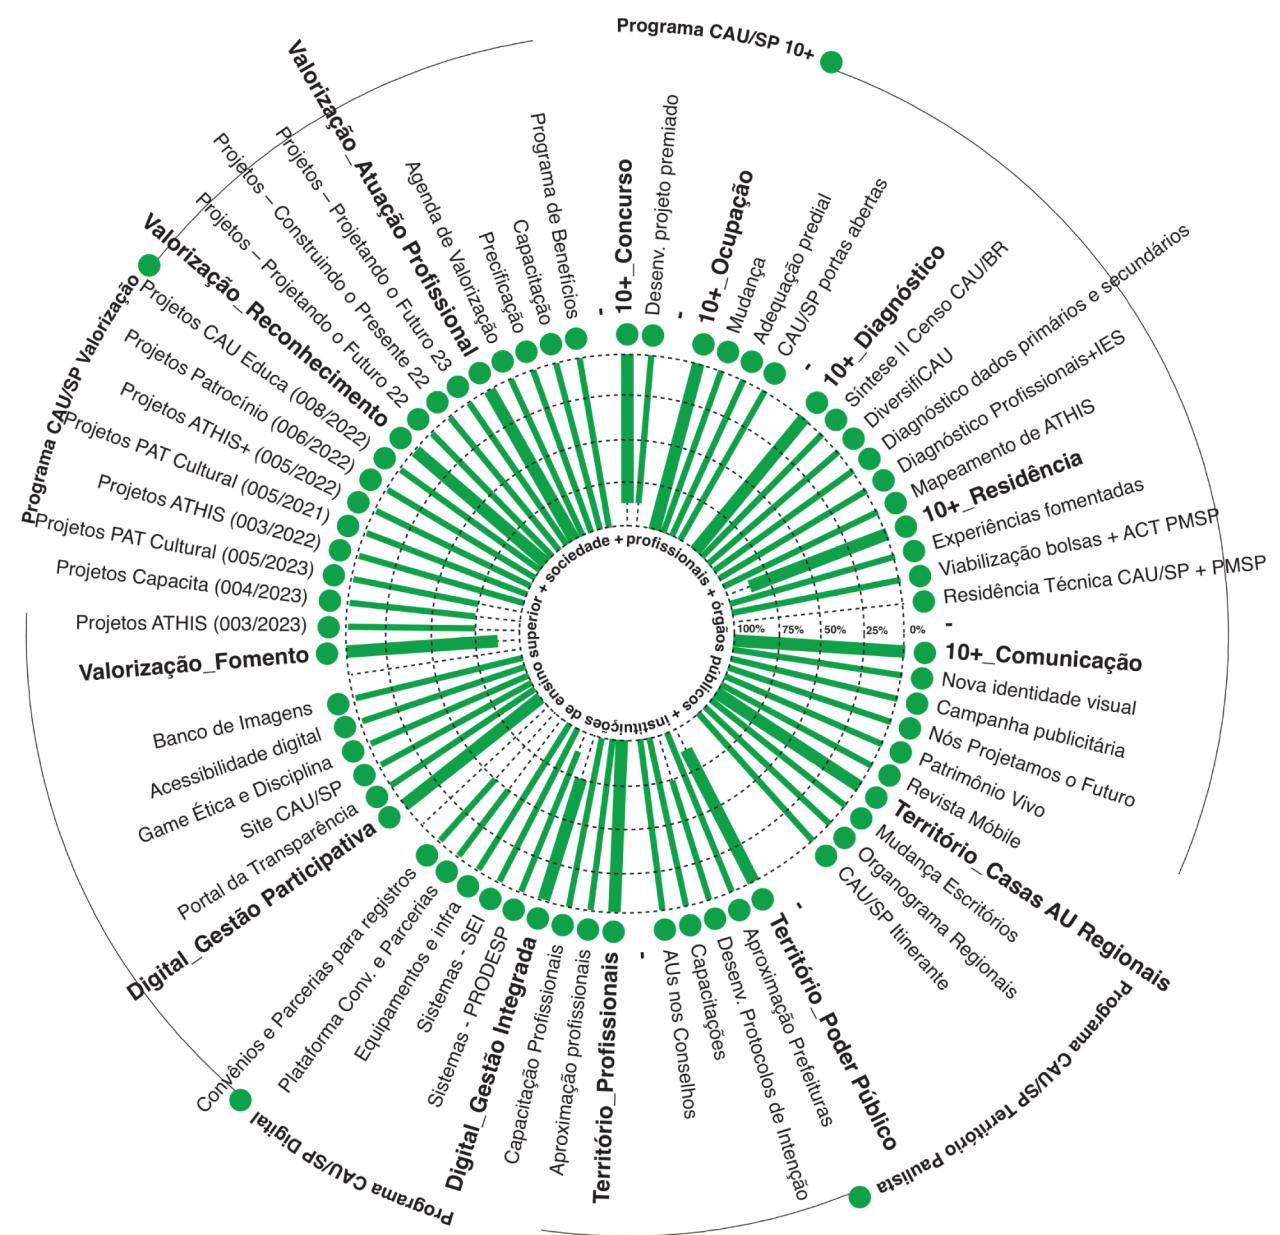 Programa CAU/SP 10+
10+_Concurso
Desenv. projeto premiado
-
10+_Ocupação
Mudança
Adequação predial
CAU/SP portas abertas
-
10+_Diagnóstico
Síntese II Censo CAU/BR
DiversifiCAU
Diagnóstico dados primários e secundários
Diagnóstico Profissionais+IES
Mapeamento de ATHIS
10+_Residência
Experiências fomentadas
Viabilização bolsas + ACT PMSP
Residência Técnica CAU/SP + PMSP
-
10+_Comunicação
Nova identidade visual
Campanha publicitária
Nós Projetamos o Futuro
Patrimônio Vivo
Revista Móbile
Território_Casas AU Regionais
Mudança Escritórios
Organograma Regionais
CAU/SP Itinerante
-
Programa CAU/SP Território Paulista
Território_Poder Público
Aproximação Prefeituras
Desenv. Protocolos de Intenção
Capacitações
AUs nos Conselhos
-
Território_Profissionais
Aproximação profissionais
Capacitação Profissionais
Digital_Gestão Integrada
Sistemas - PRODESP
Sistemas - SEI
Equipamentos e infra
Plataforma Conv. e Parcerias
Convênios e Parcerias para registros
Programa CAU/SP Digital
Digital_Gestão Participativa
Portal da Transparência
Site CAU/SP
Game Ética e Disciplina
Acessibilidade digital
Banco de Imagens
Valorização_Fomento
Projetos ATHIS (003/2023)
Projetos Capacita (004/2023)
Projetos PAT Cultural (005/2023)
Projetos ATHIS (003/2022)
Projetos PAT Cultural (005/2021)
Projetos ATHIS+ (005/2022)
Projetos Patrocínio (006/2022)
Projetos CAU Educa (008/2022)
Programa CAU/SP Valorização
Valorização_Reconhecimento
Projetos – Projetando o Futuro 22
Projetos – Construindo o Presente 22
Projetos – Projetando o Futuro 23
Valorização_Atuação Profissional
Agenda de Valorização
Precificação
Capacitação
Programa de Benefícios
-
sociedade + profissionais + órgãos públicos + instituições de ensino superior +
100% 75% 50% 25% 0%